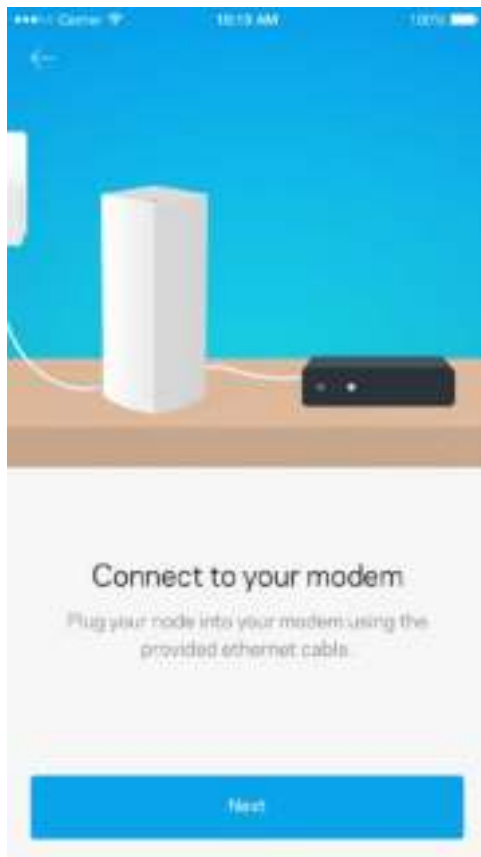 Carrier
10:13 AM
100%
Connect to your modem
Plug your node into your modem using the
provided ethernet cable.
Next